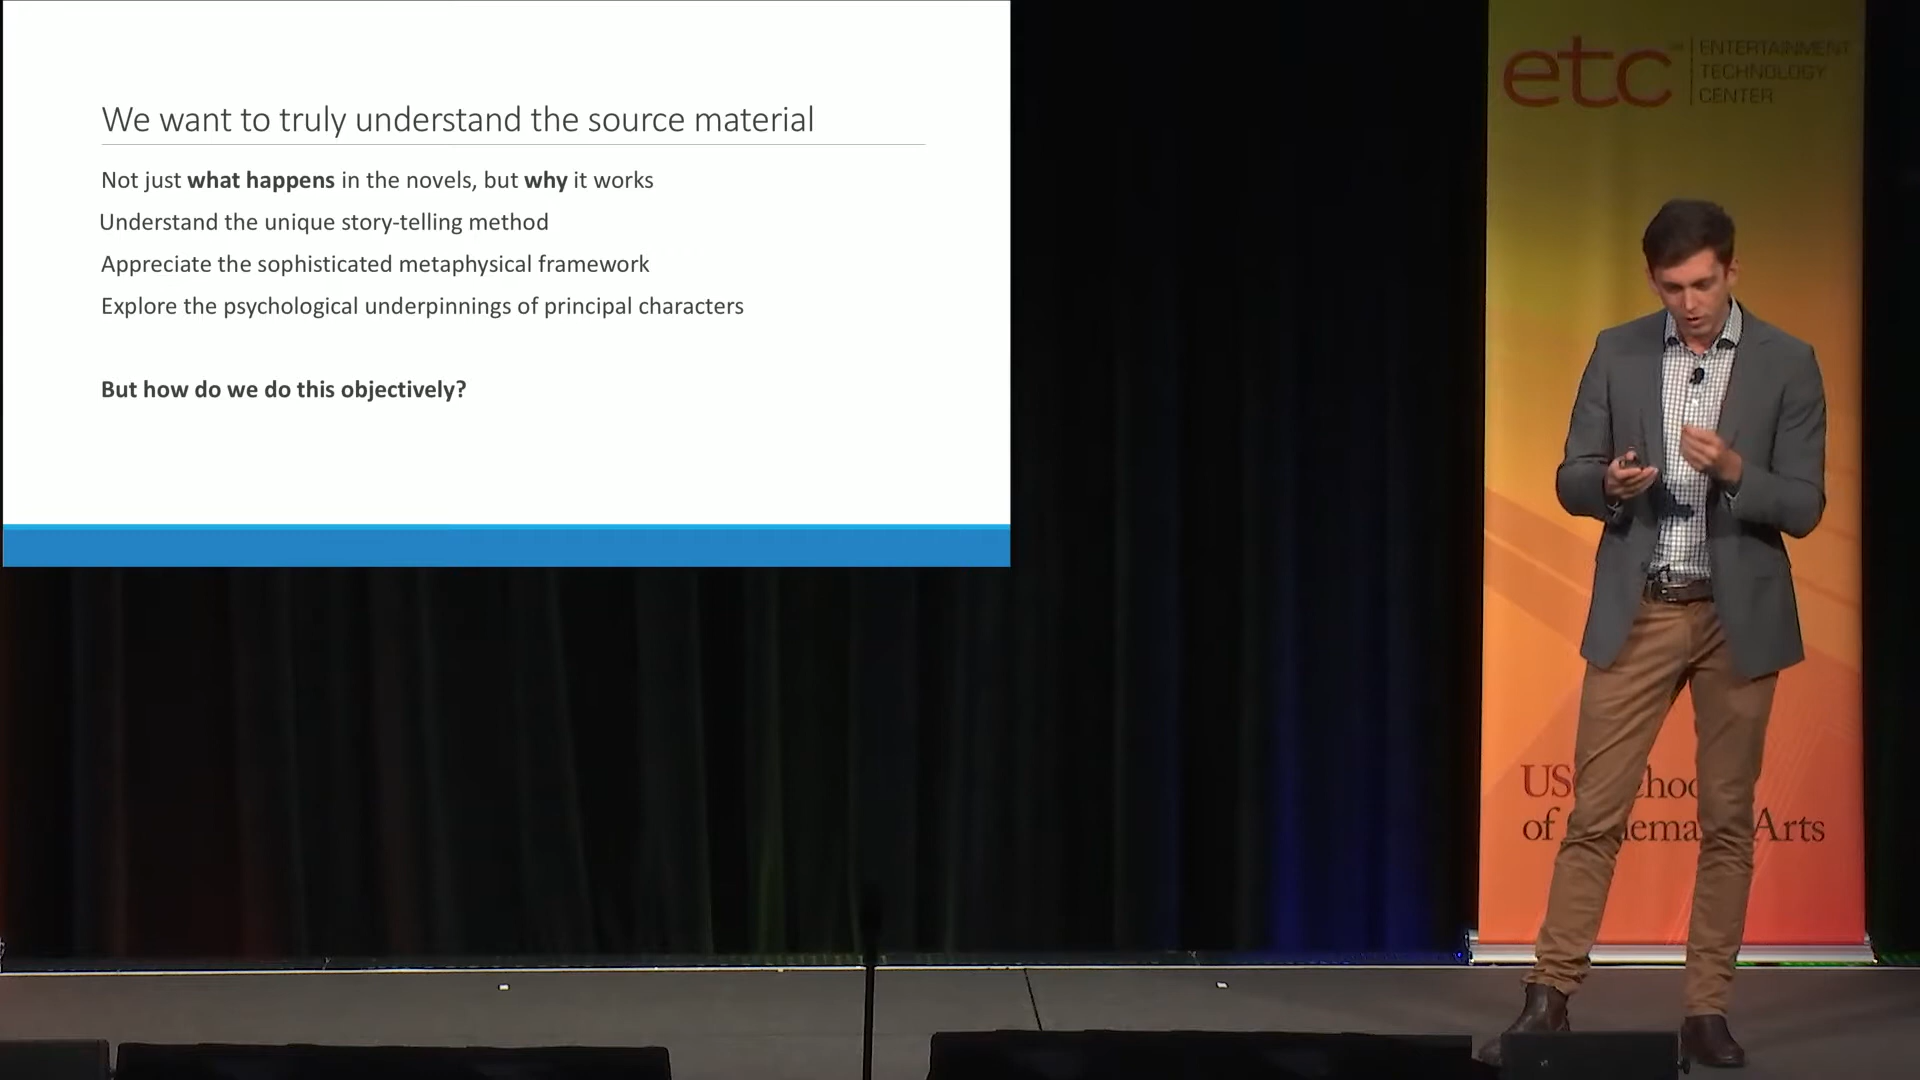 We want to truly understand the source material
Not just what happens in the novels, but why it works
Understand the unique story-telling method
Appreciate the sophisticated metaphysical framework
Explore the psychological underpinnings of principal characters
But how do we do this objectively?
etc
ENTERTAINMENT
TECHNOLOGY
CENTER
of Arts